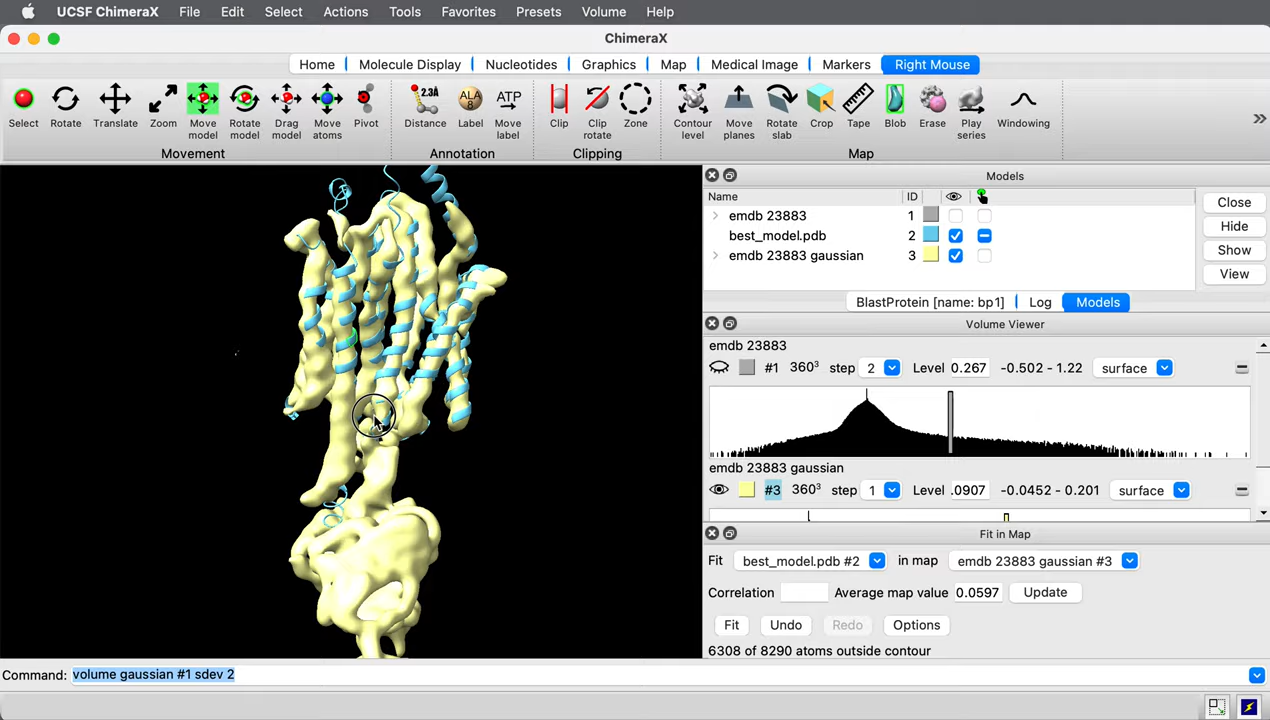 UCSF ChimeraX File Edit Select Actions Tools Favorites Presets Volume Help
ChimeraX
Home Molecule Display Nucleotides Graphics Map Medical Image Markers Right Mouse
Select Rotate Translate Zoom Move model Rotate model Drag model Move atoms Pivot
2.3Å Distance ALA 8 Label ATP Move label
Clip Clip rotate Zone
Contour level Move planes Rotate slab Crop Tape Blob Erase Play series Windowing
»
Movement Annotation Clipping Map
Models
Name ID
emdb 23883 1
best_model.pdb 2
emdb 23883 gaussian 3
Close
Hide
Show
View
BlastProtein [name: bp1] Log Models
Volume Viewer
emdb 23883
#1 360³ step 2 Level 0.267 -0.502 - 1.22 surface
emdb 23883 gaussian
#3 360³ step 1 Level .0907 -0.0452 - 0.201 surface
Fit in Map
Fit best_model.pdb #2 in map emdb 23883 gaussian #3
Correlation Average map value 0.0597 Update
Fit Undo Redo Options
6308 of 8290 atoms outside contour
Command: volume gaussian #1 sdev 2